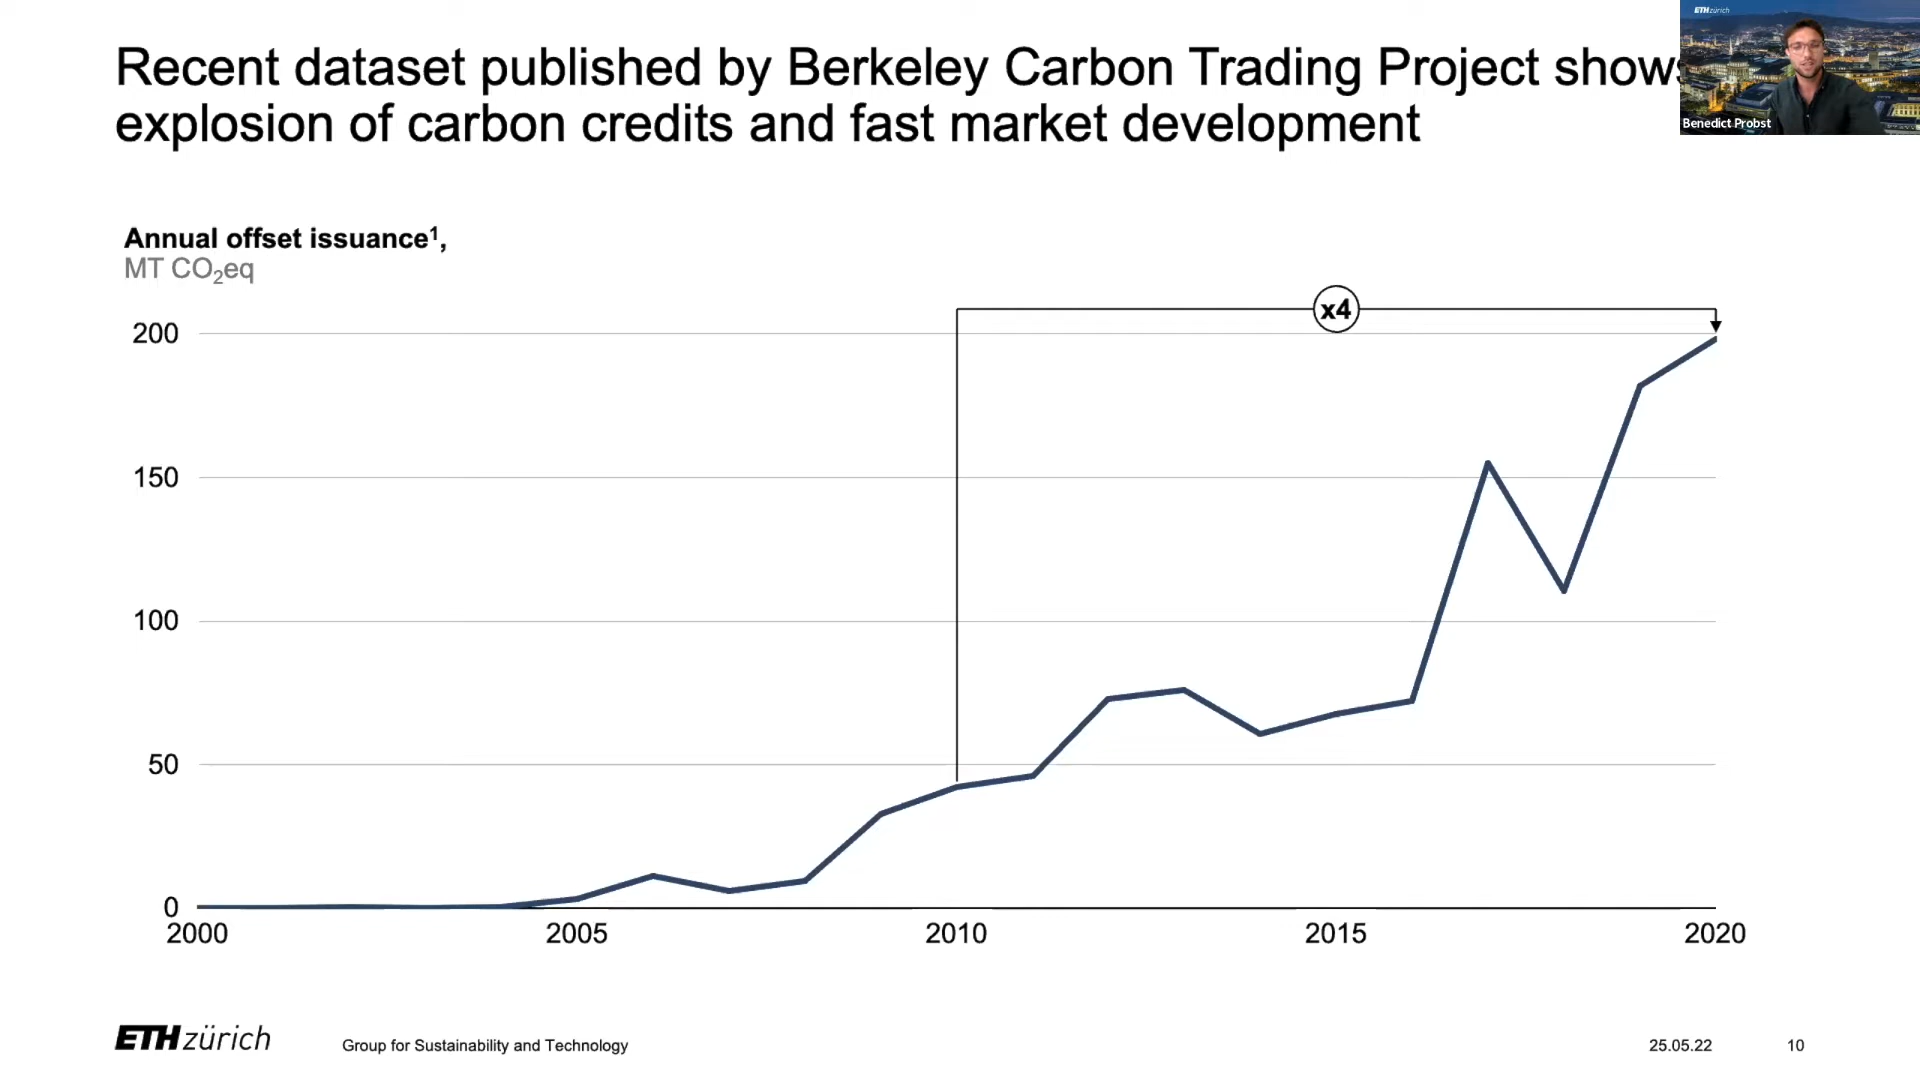 Recent dataset published by Berkeley Carbon Trading Project shows
explosion of carbon credits and fast market development
ETHzürich
Benedict Probst
Annual offset issuance¹,
MT CO₂eq
x4
200
150
100
50
0
2000 2005 2010 2015 2020
ETHzürich
Group for Sustainability and Technology
25.05.22
10